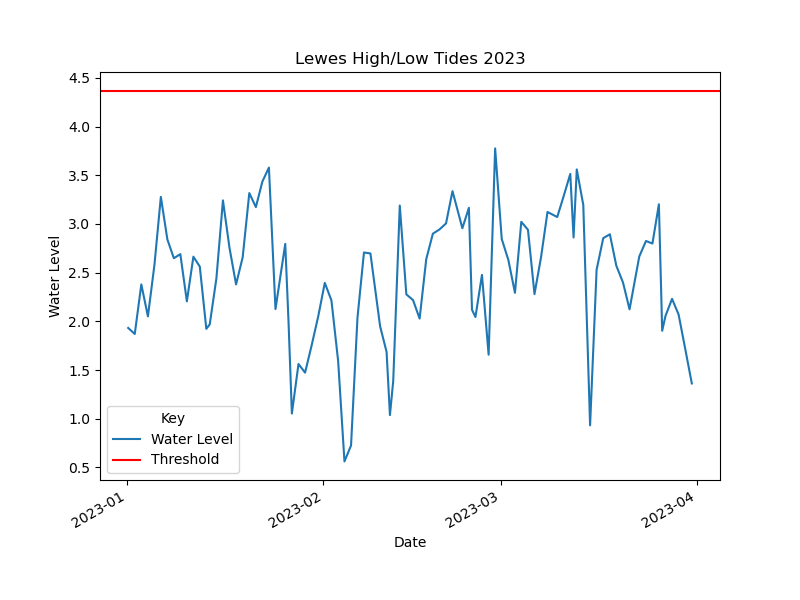 Lewes High/Low Tides 2023
Water Level
4.5
4.0
3.5
3.0
2.5
2.0
1.5
1.0
0.5
Key
Water Level
Threshold
2023-01
2023-02
2023-03
2023-04
Date